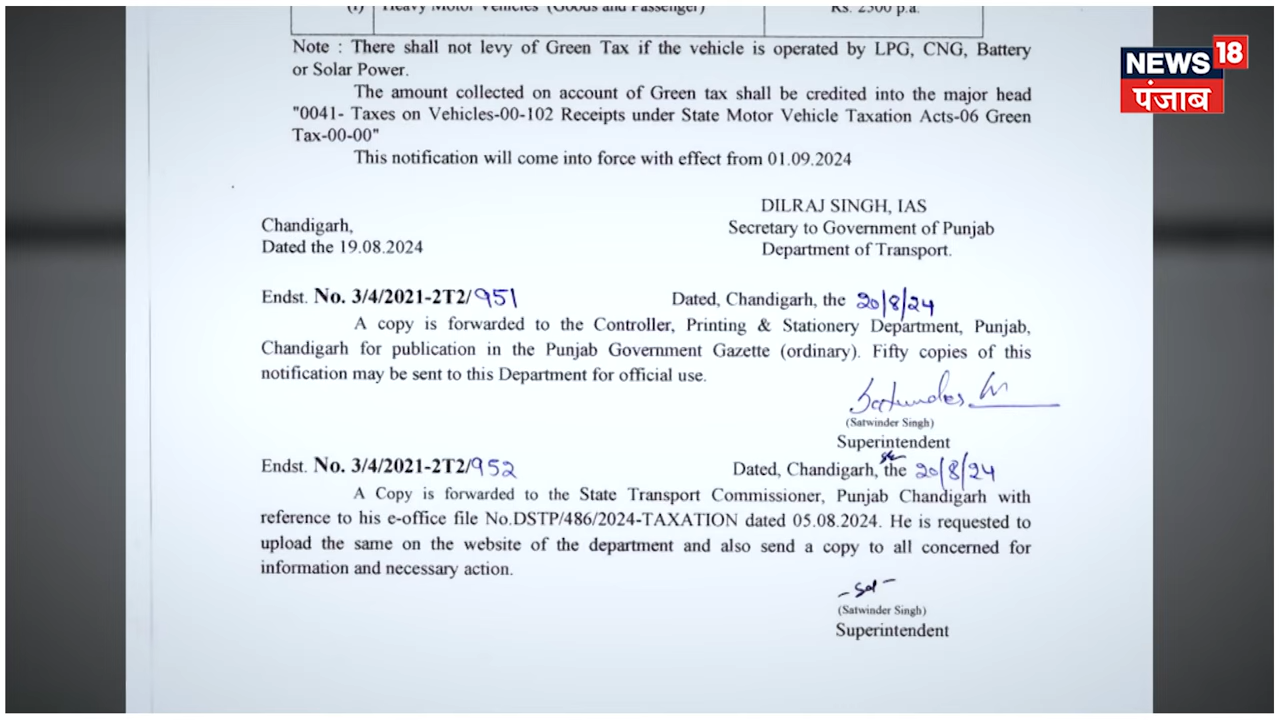 (f) Heavy Motor Vehicles (Goods and Passenger) Rs. 2500 p.a.
Note : There shall not levy of Green Tax if the vehicle is operated by LPG, CNG, Battery
or Solar Power.
The amount collected on account of Green tax shall be credited into the major head
"0041- Taxes on Vehicles-00-102 Receipts under State Motor Vehicle Taxation Acts-06 Green
Tax-00-00"
This notification will come into force with effect from 01.09.2024
NEWS 18
पंजाब
DILRAJ SINGH, IAS
Secretary to Government of Punjab
Department of Transport.
Chandigarh,
Dated the 19.08.2024
Endst. No. 3/4/2021-2T2/951 Dated, Chandigarh, the 20/8/24
A copy is forwarded to the Controller, Printing & Stationery Department, Punjab,
Chandigarh for publication in the Punjab Government Gazette (ordinary). Fifty copies of this
notification may be sent to this Department for official use.
(Satwinder Singh)
Superintendent
Endst. No. 3/4/2021-2T2/952 Dated, Chandigarh, the 20/8/24
A Copy is forwarded to the State Transport Commissioner, Punjab Chandigarh with
reference to his e-office file No.DSTP/486/2024-TAXATION dated 05.08.2024. He is requested to
upload the same on the website of the department and also send a copy to all concerned for
information and necessary action.
-Sd-
(Satwinder Singh)
Superintendent